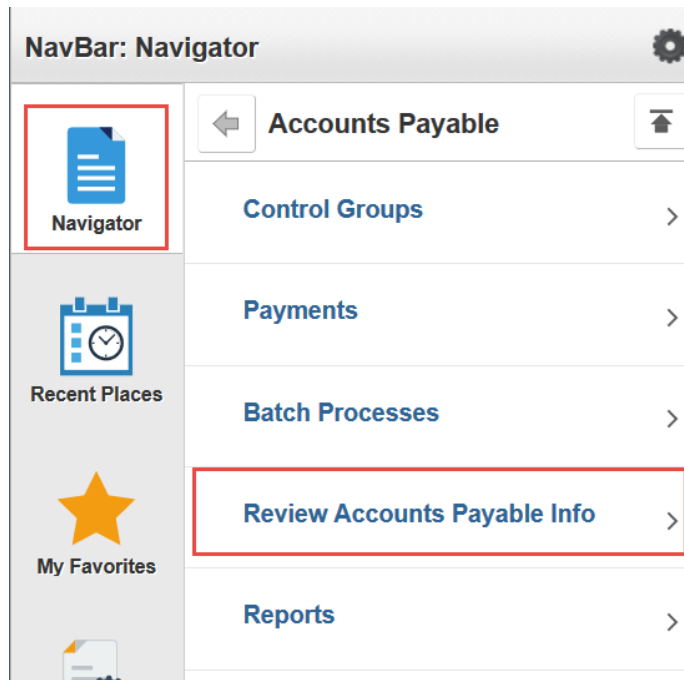 NavBar: Navigator
Navigator
Recent Places
My Favorites
Accounts Payable
Control Groups
Payments
Batch Processes
Review Accounts Payable Info
Reports